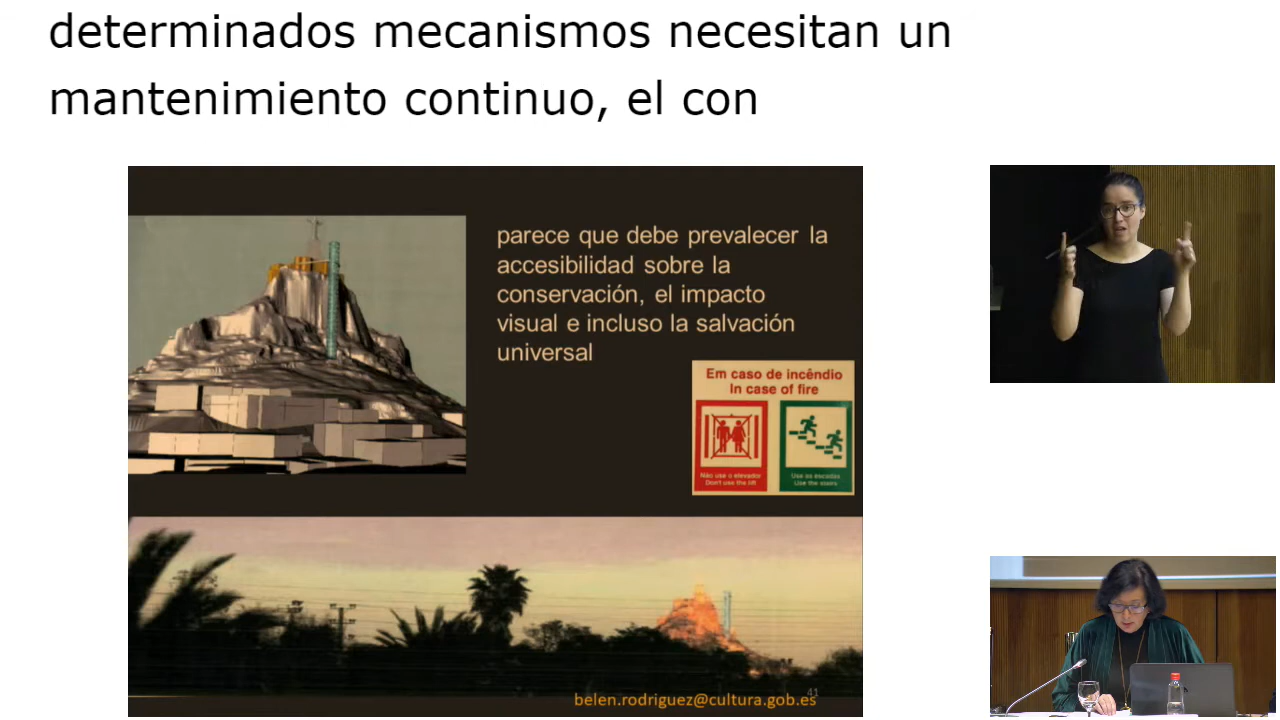 determinados mecanismos necesitan un
mantenimiento continuo, el con
parece que debe prevalecer la
accesibilidad sobre la
conservación, el impacto
visual e incluso la salvación
universal
Em caso de incêndio
In case of fire
Não use o elevador
Don't use the lift
Use as escadas
Use the stairs
41
belen.rodriguez@cultura.gob.es